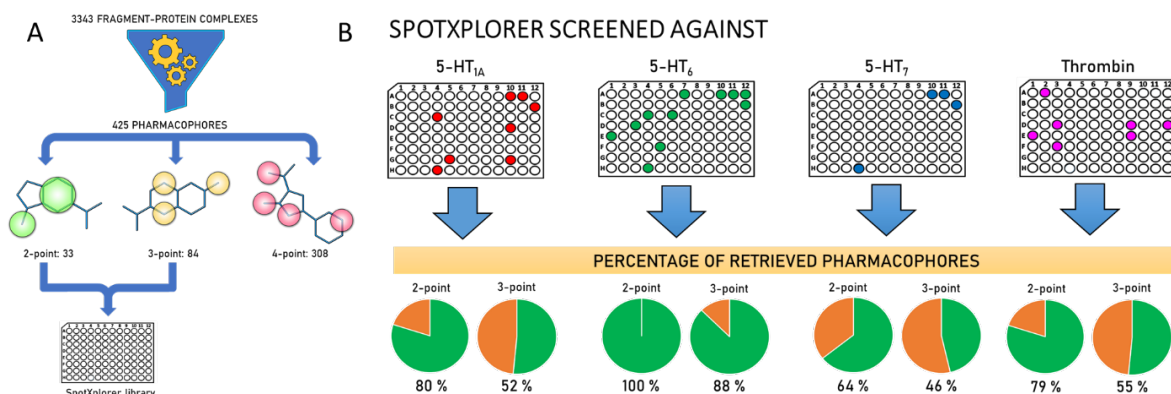 A
3343 FRAGMENT-PROTEIN COMPLEXES
425 PHARMACOPHORES
2-point: 33
3-point: 84
4-point: 308
SpotXplorer library
B
SPOTXPLORER SCREENED AGAINST
5-HT1A
5-HT6
5-HT7
Thrombin
PERCENTAGE OF RETRIEVED PHARMACOPHORES
2-point 3-point 2-point 3-point 2-point 3-point 2-point 3-point
80 % 52 % 100 % 88 % 64 % 46 % 79 % 55 %